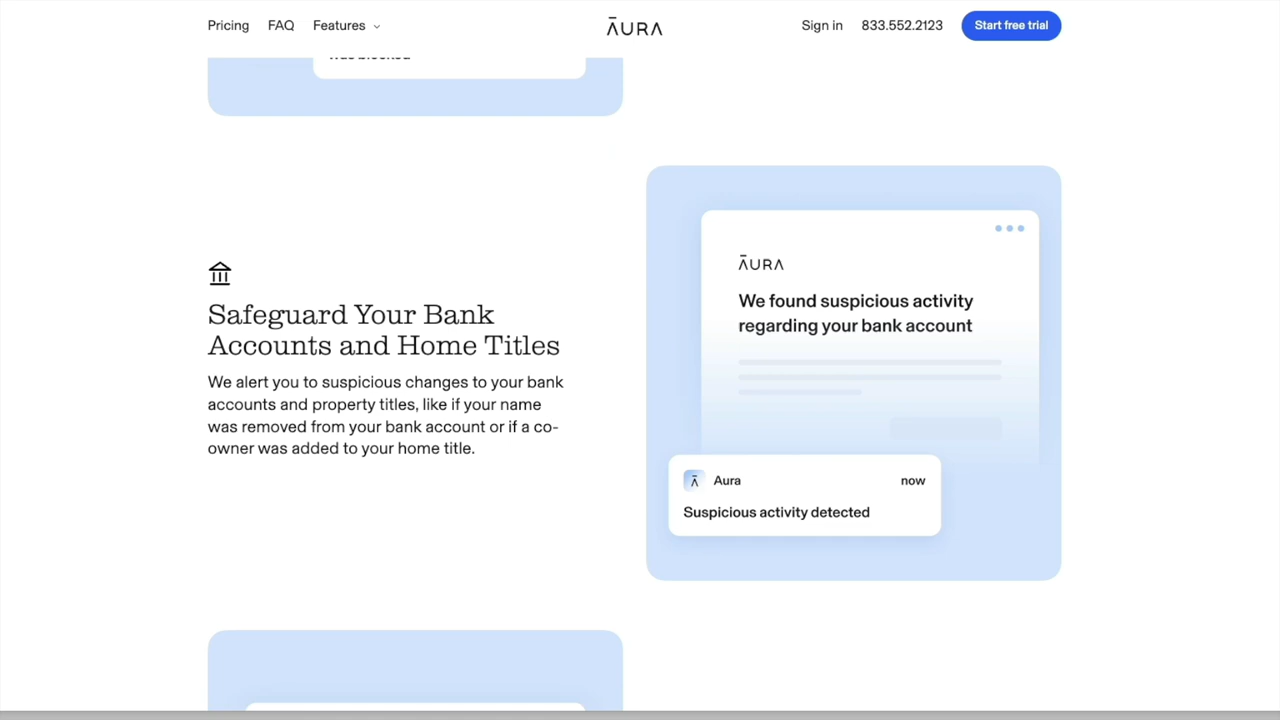 Pricing FAQ Features
ĀURA
Sign in 833.552.2123 Start free trial
was blocked
Safeguard Your Bank
Accounts and Home Titles
We alert you to suspicious changes to your bank
accounts and property titles, like if your name
was removed from your bank account or if a co-
owner was added to your home title.
ĀURA
We found suspicious activity
regarding your bank account
Aura now
Suspicious activity detected